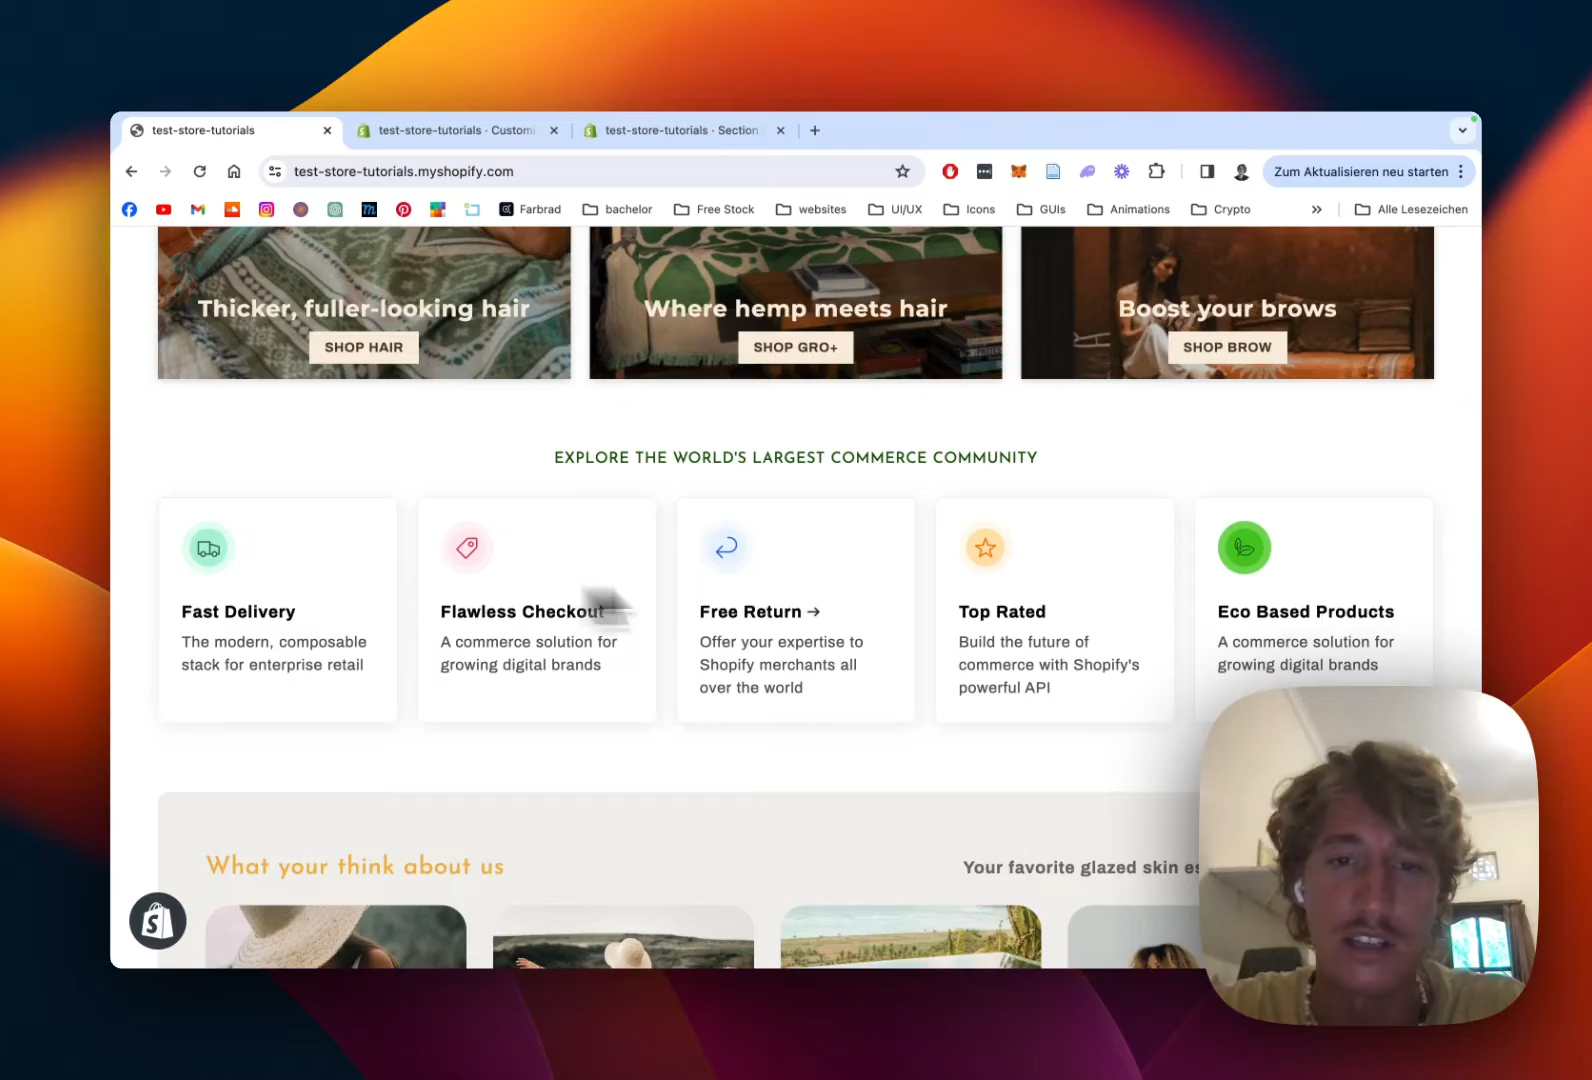 test-store-tutorials
test-store-tutorials · Customi
test-store-tutorials · Section
test-store-tutorials.myshopify.com
Zum Aktualisieren neu starten
Farbrad
bachelor
Free Stock
websites
UI/UX
Icons
GUIs
Animations
Crypto
Alle Lesezeichen
Thicker, fuller-looking hair
SHOP HAIR
Where hemp meets hair
SHOP GRO+
Boost your brows
SHOP BROW
EXPLORE THE WORLD'S LARGEST COMMERCE COMMUNITY
Fast Delivery
The modern, composable
stack for enterprise retail
Flawless Checkout
A commerce solution for
growing digital brands
Free Return →
Offer your expertise to
Shopify merchants all
over the world
Top Rated
Build the future of
commerce with Shopify's
powerful API
Eco Based Products
A commerce solution for
growing digital brands
What your think about us
Your favorite glazed skin es